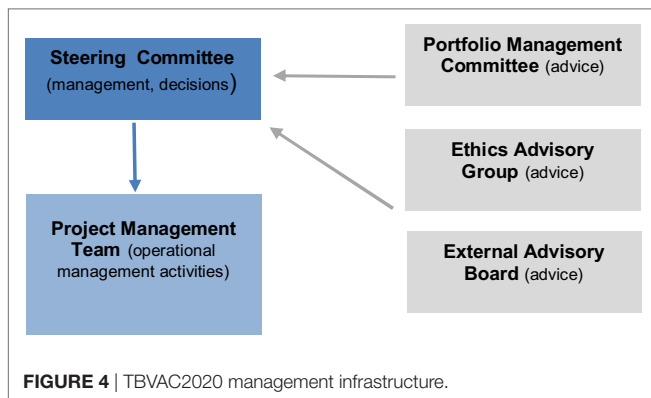 Steering Committee
(management, decisions)
Portfolio Management
Committee (advice)
Ethics Advisory
Group (advice)
Project Management
Team (operational
management activities)
External Advisory
Board (advice)
FIGURE 4 | TBVAC2020 management infrastructure.